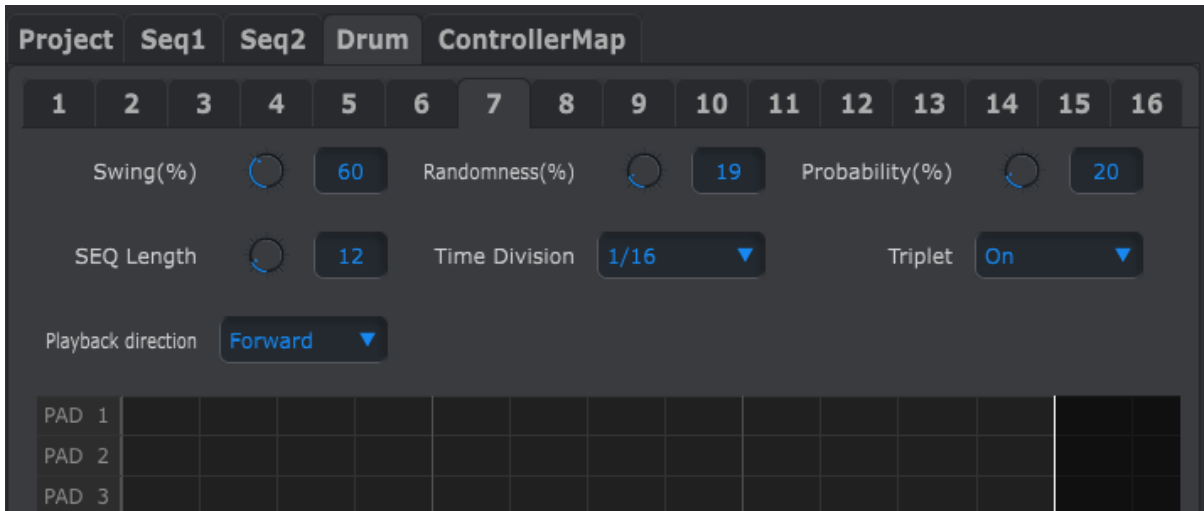 Project Seq1 Seq2 Drum ControllerMap
1 2 3 4 5 6 7 8 9 10 11 12 13 14 15 16
Swing(%) 60 Randomness(%) 19 Probability(%) 20
SEQ Length 12 Time Division 1/16 Triplet On
Playback direction Forward
PAD 1
PAD 2
PAD 3